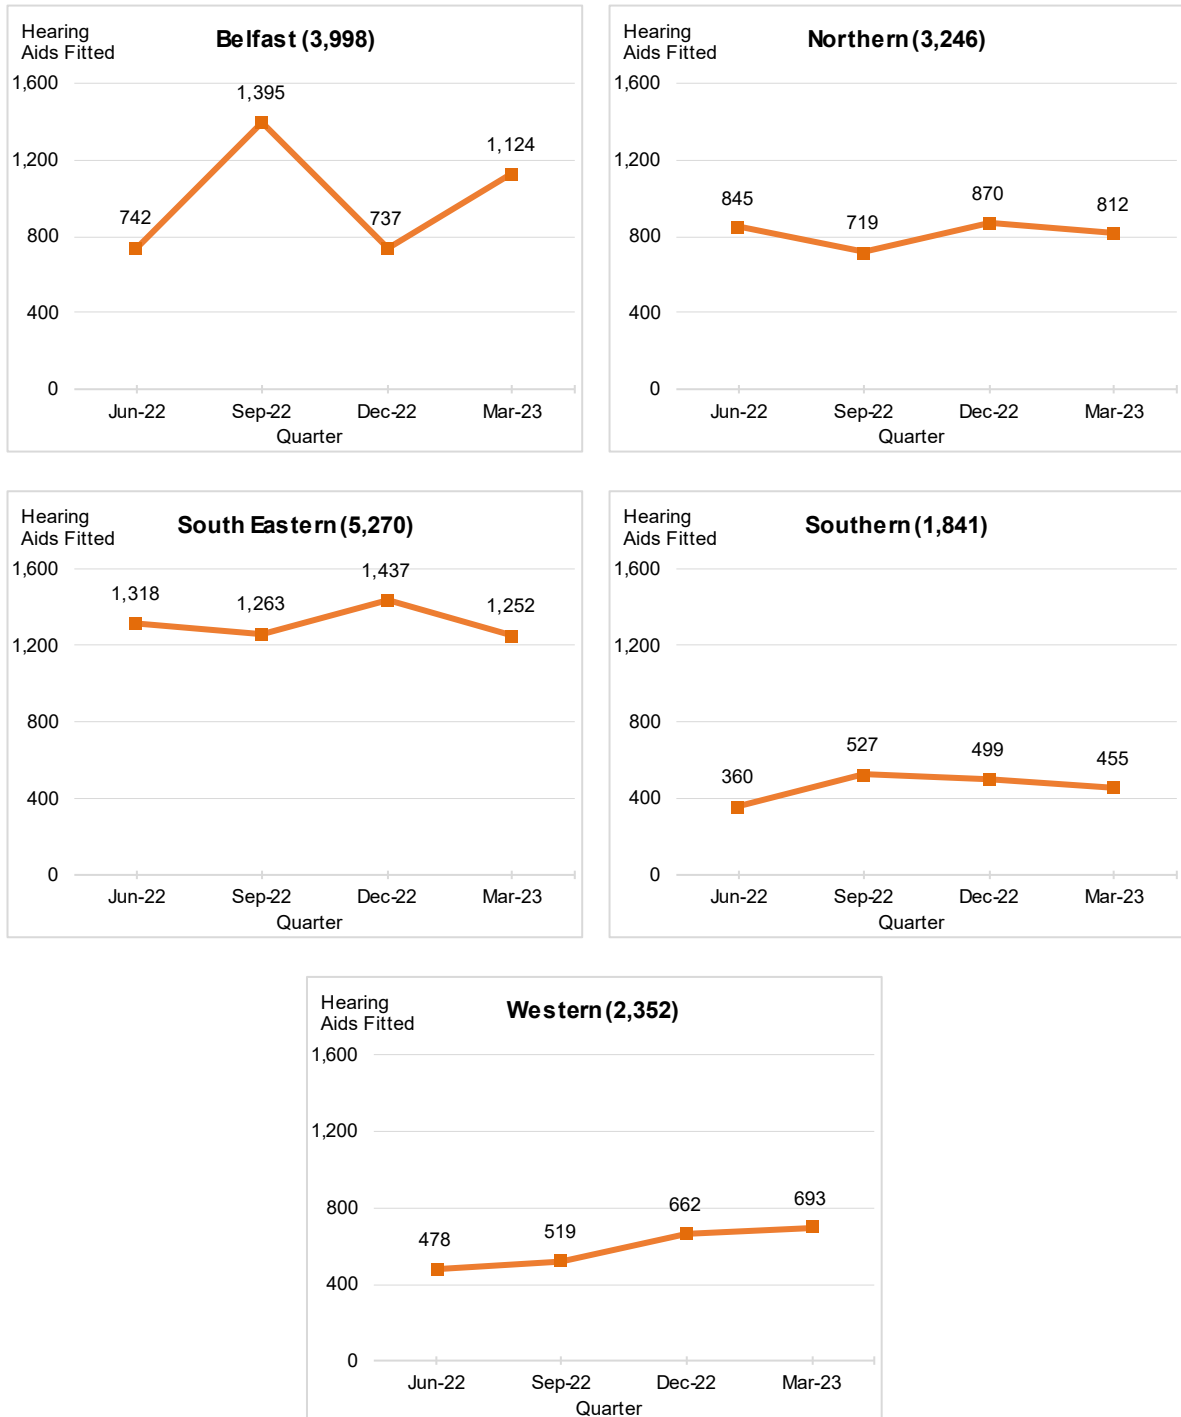 Hearing
Aids Fitted
Belfast (3,998)
1,600
1,200
800
400
0
742
1,395
737
1,124
Jun-22 Sep-22 Dec-22 Mar-23
Quarter
Hearing
Aids Fitted
Northern (3,246)
1,600
1,200
800
400
0
845
719
870
812
Jun-22 Sep-22 Dec-22 Mar-23
Quarter
Hearing
Aids Fitted
South Eastern (5,270)
1,600
1,200
800
400
0
1,318
1,263
1,437
1,252
Jun-22 Sep-22 Dec-22 Mar-23
Quarter
Hearing
Aids Fitted
Southern (1,841)
1,600
1,200
800
400
0
360
527
499
455
Jun-22 Sep-22 Dec-22 Mar-23
Quarter
Hearing
Aids Fitted
Western (2,352)
1,600
1,200
800
400
0
478
519
662
693
Jun-22 Sep-22 Dec-22 Mar-23
Quarter